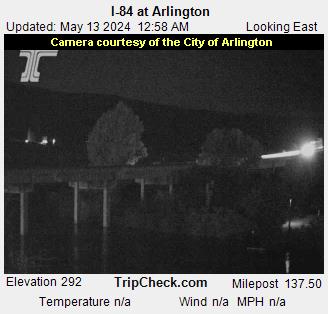 I-84 at Arlington
Updated: May 13 2024 12:58 AM Looking East
Camera courtesy of the City of Arlington
Elevation 292 TripCheck.com Milepost 137.50
Temperature n/a Wind n/a MPH n/a